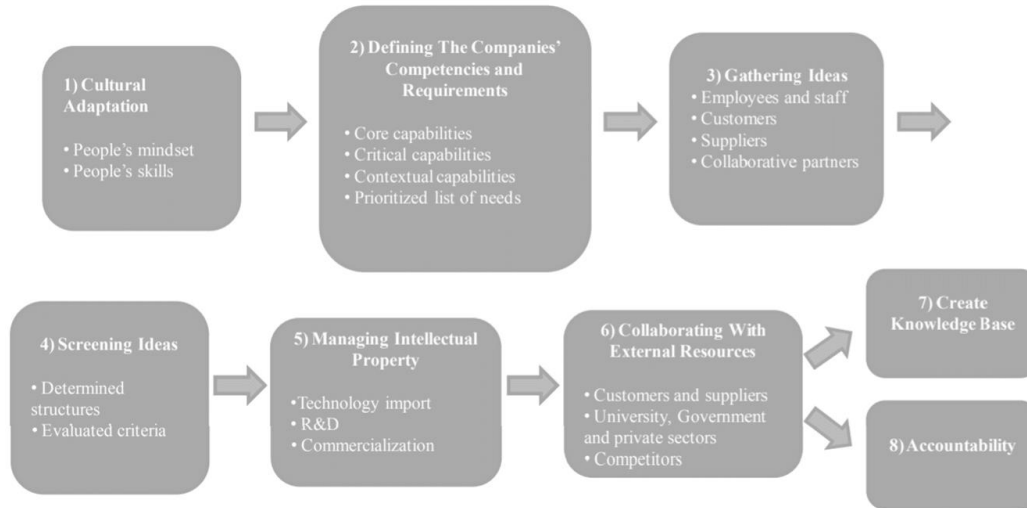 1) Cultural
Adaptation
• People's mindset
• People's skills
2) Defining The Companies'
Competencies and
Requirements
• Core capabilities
• Critical capabilities
• Contextual capabilities
• Prioritized list of needs
3) Gathering Ideas
• Employees and staff
• Customers
• Suppliers
• Collaborative partners
4) Screening Ideas
• Determined
structures
• Evaluated criteria
5) Managing Intellectual
Property
•Technology import
• R&D
• Commercialization
6) Collaborating With
External Resources
• Customers and suppliers
• University, Government
and private sectors
• Competitors
7) Create
Knowledge Base
8) Accountability